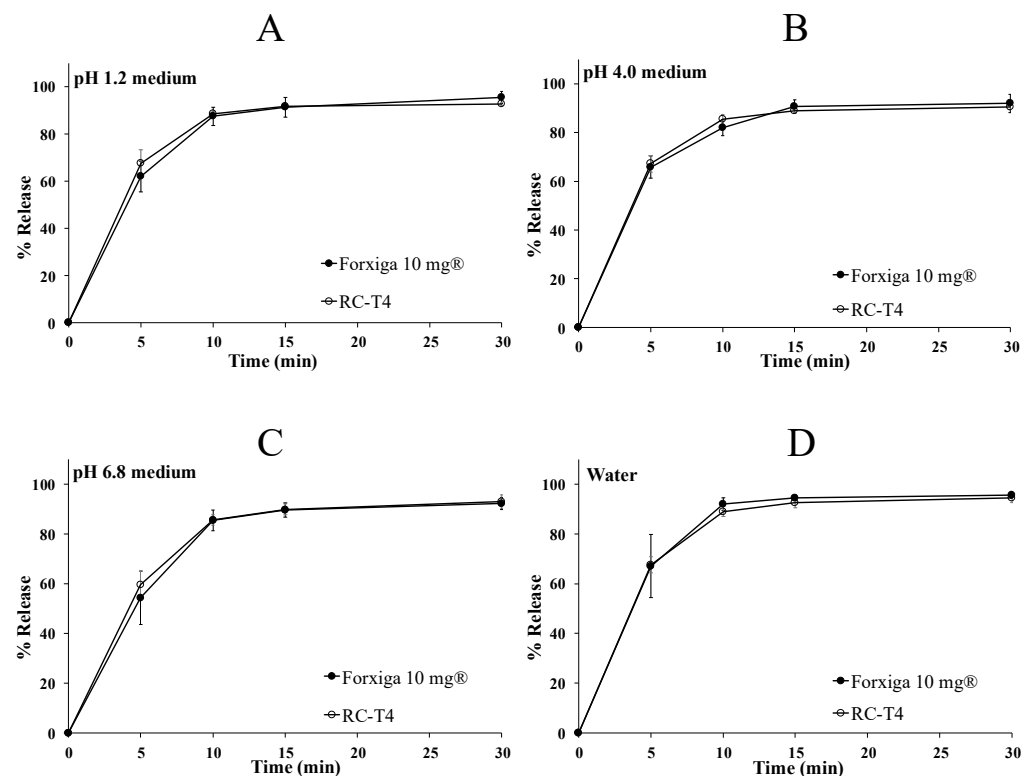 A
pH 1.2 medium
100
80
60
40
20
0
% Release
Forxiga 10 mg®
RC-T4
0 5 10 15 20 25 30
Time (min)
B
pH 4.0 medium
100
80
60
40
20
0
% Release
Forxiga 10 mg®
RC-T4
0 5 10 15 20 25 30
Time (min)
C
pH 6.8 medium
100
80
60
40
20
0
% Release
Forxiga 10 mg®
RC-T4
0 5 10 15 20 25 30
Time (min)
D
Water
100
80
60
40
20
0
% Release
Forxiga 10 mg®
RC-T4
0 5 10 15 20 25 30
Time (min)